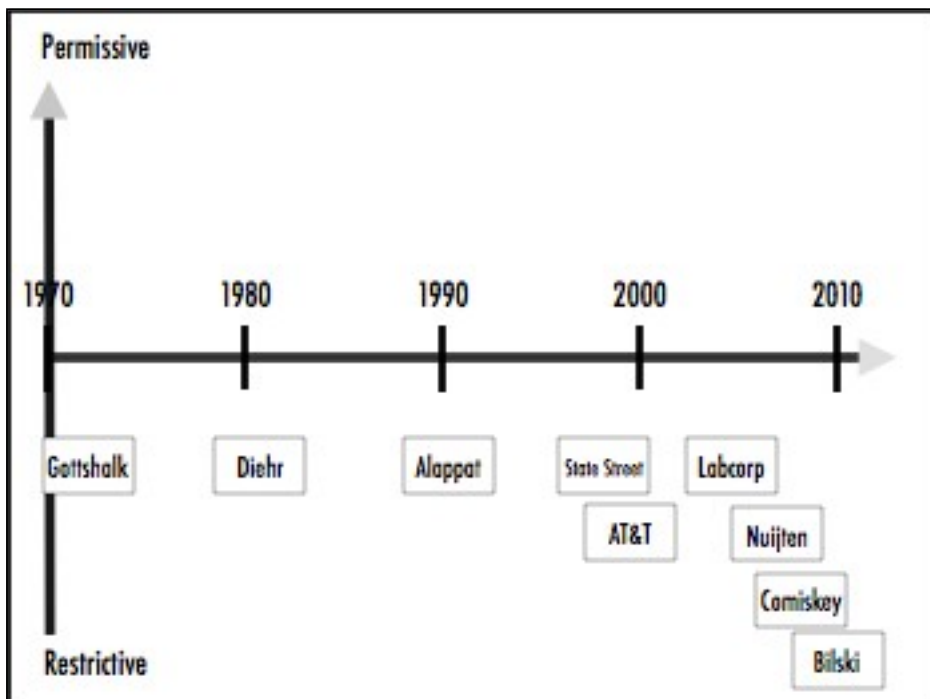 Permissive
1970 1980 1990 2000 2010
Gottshalk Diehr Alappat State Street Labcorp
AT&T Nuijten
Comiskey
Bilski
Restrictive